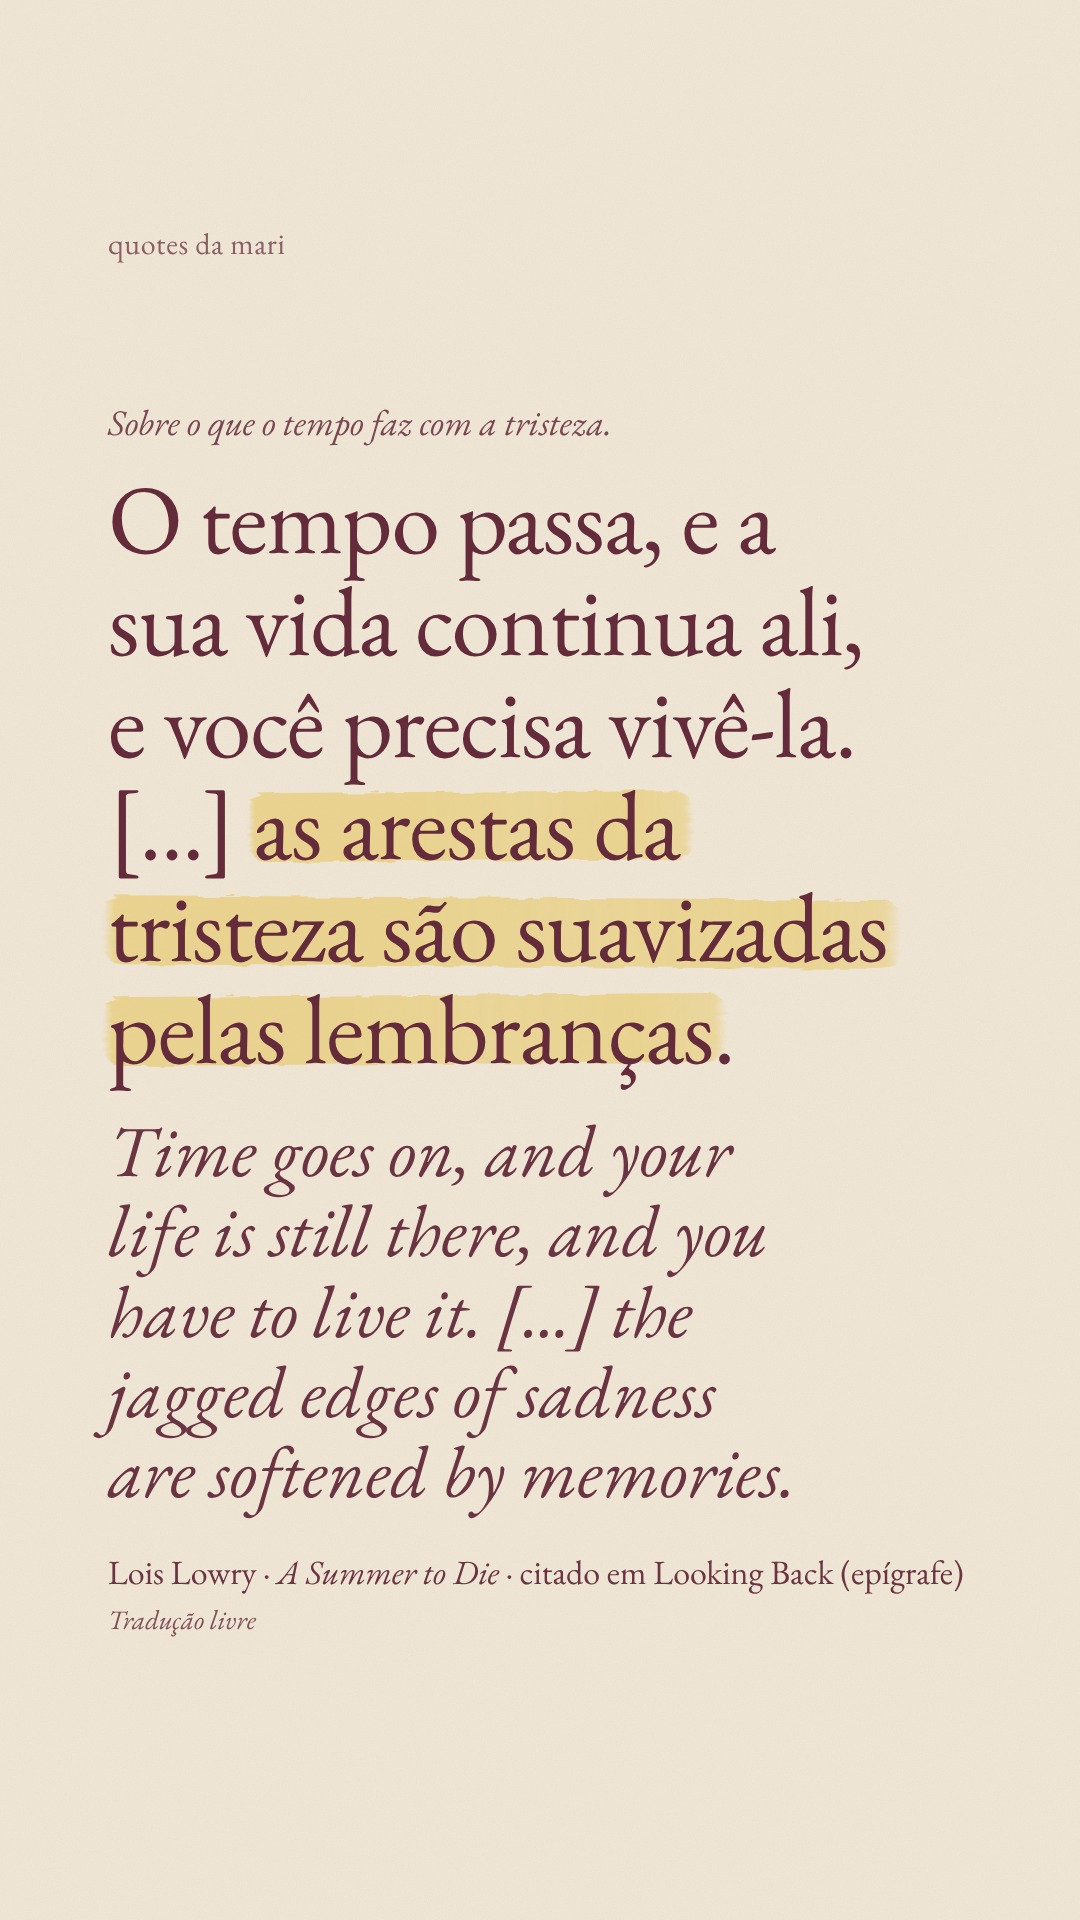 quotes da mari
Sobre o que o tempo faz com a tristeza.
O tempo passa, e a
sua vida continua ali,
e você precisa vivê-la.
[...] as arestas da
tristeza são suavizadas
pelas lembranças.
Time goes on, and your
life is still there, and you
have to live it. [...] the
jagged edges of sadness
are softened by memories.
Lois Lowry · A Summer to Die · citado em Looking Back (epígrafe)
Tradução livre